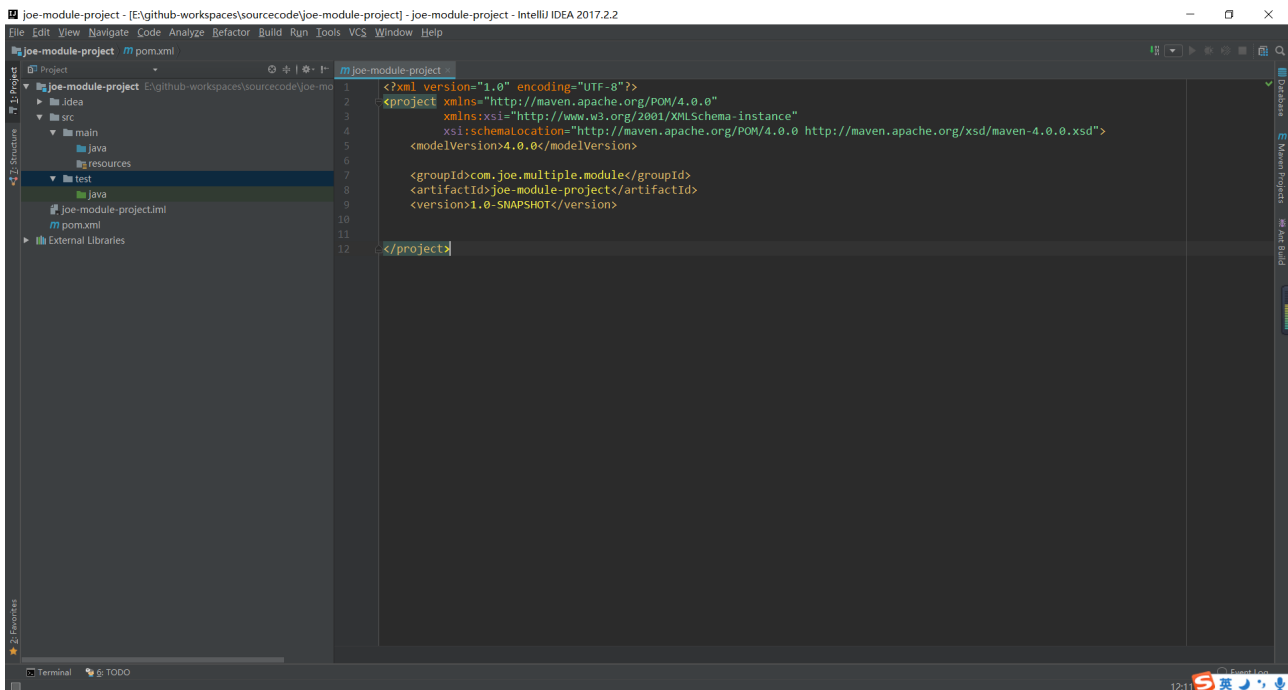 joe-module-project - [E:\github-workspaces\sourcecode\joe-module-project] - joe-module-project - IntelliJ IDEA 2017.2.2
File Edit View Navigate Code Analyze Refactor Build Run Tools VCS Window Help
joe-module-project m pom.xml
Project
joe-module-project
1: Project
Z: Structure
2: Favorites
joe-module-project E:\github-workspaces\sourcecode\joe-mo
.idea
src
main
java
resources
test
java
joe-module-project.iml
m pom.xml
External Libraries
1 <?xml version="1.0" encoding="UTF-8"?>
2 <project xmlns="http://maven.apache.org/POM/4.0.0"
3 xmlns:xsi="http://www.w3.org/2001/XMLSchema-instance"
4 xsi:schemaLocation="http://maven.apache.org/POM/4.0.0 http://maven.apache.org/xsd/maven-4.0.0.xsd">
5 <modelVersion>4.0.0</modelVersion>
6
7 <groupId>com.joe.multiple.module</groupId>
8 <artifactId>joe-module-project</artifactId>
9 <version>1.0-SNAPSHOT</version>
10
11
12 </project>
Database
m Maven Projects
Ant Build
Terminal 6: TODO
Event Log
12:11
英